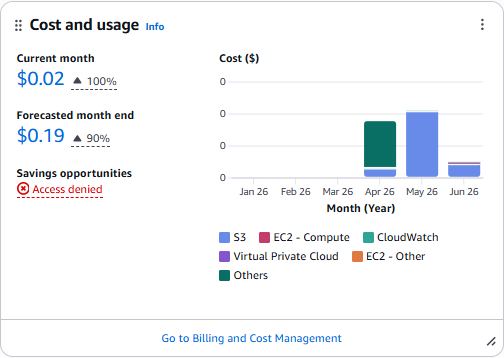 Cost and usage Info
Current month
$0.02 ▲ 100%
Forecasted month end
$0.19 ▲ 90%
Savings opportunities
Access denied
Cost ($)
0
0
0
0
Jan 26 Feb 26 Mar 26 Apr 26 May 26 Jun 26
Month (Year)
S3 EC2 - Compute CloudWatch
Virtual Private Cloud EC2 - Other
Others
Go to Billing and Cost Management